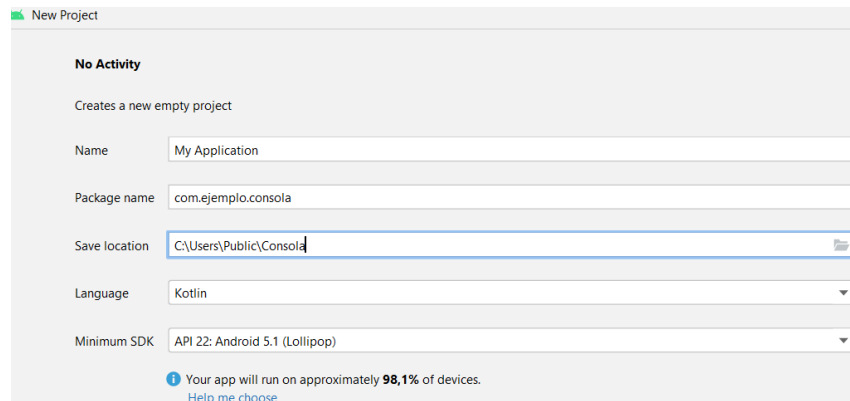 New Project
No Activity
Creates a new empty project
Name My Application
Package name com.ejemplo.consola
Save location C:\Users\Public\Consola
Language Kotlin
Minimum SDK API 22: Android 5.1 (Lollipop)
Your app will run on approximately 98,1% of devices.
Help me choose